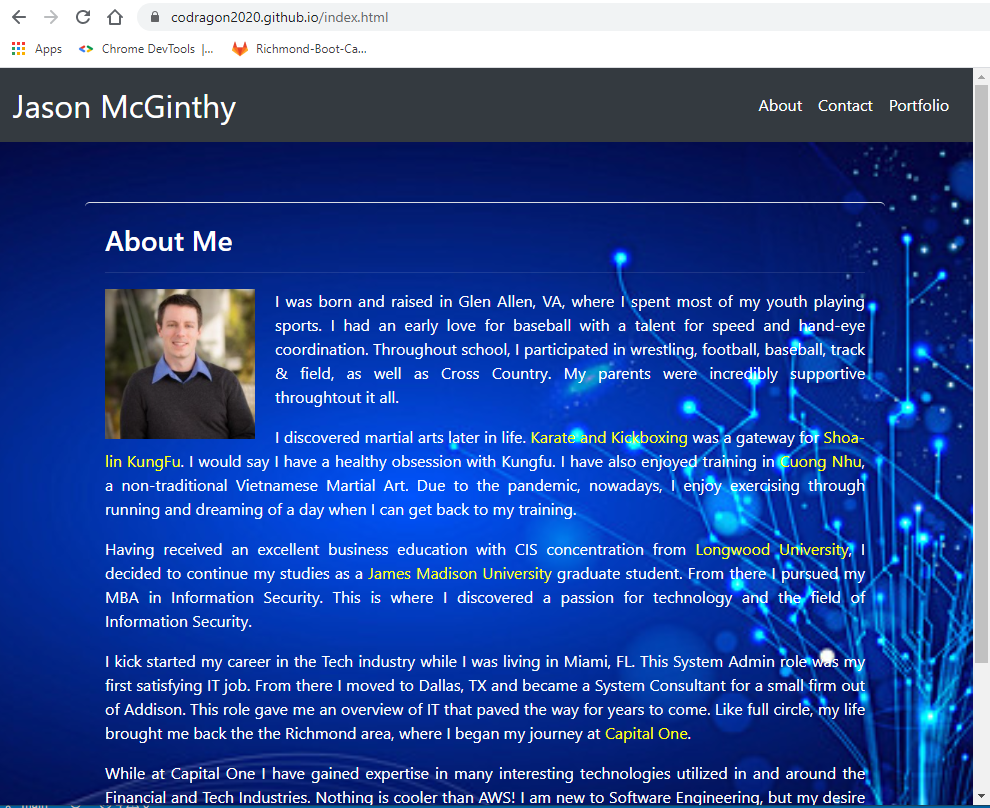 codragon2020.github.io/index.html
Apps
Chrome DevTools |...
Richmond-Boot-Ca...
Jason McGinthy
About
Contact
Portfolio
About Me
I was born and raised in Glen Allen, VA, where I spent most of my youth playing
sports. I had an early love for baseball with a talent for speed and hand-eye
coordination. Throughout school, I participated in wrestling, football, baseball, track
& field, as well as Cross Country. My parents were incredibly supportive
throughtout it all.
I discovered martial arts later in life. Karate and Kickboxing was a gateway for Shoa-
lin KungFu. I would say I have a healthy obsession with Kungfu. I have also enjoyed training in Cuong Nhu,
a non-traditional Vietnamese Martial Art. Due to the pandemic, nowadays, I enjoy exercising through
running and dreaming of a day when I can get back to my training.
Having received an excellent business education with CIS concentration from Longwood University, I
decided to continue my studies as a James Madison University graduate student. From there I pursued my
MBA in Information Security. This is where I discovered a passion for technology and the field of
Information Security.
I kick started my career in the Tech industry while I was living in Miami, FL. This System Admin role was my
first satisfying IT job. From there I moved to Dallas, TX and became a System Consultant for a small firm out
of Addison. This role gave me an overview of IT that paved the way for years to come. Like full circle, my life
brought me back the the Richmond area, where I began my journey at Capital One.
While at Capital One I have gained expertise in many interesting technologies utilized in and around the
Financial and Tech Industries. Nothing is cooler than AWS! I am new to Software Engineering, but my desire